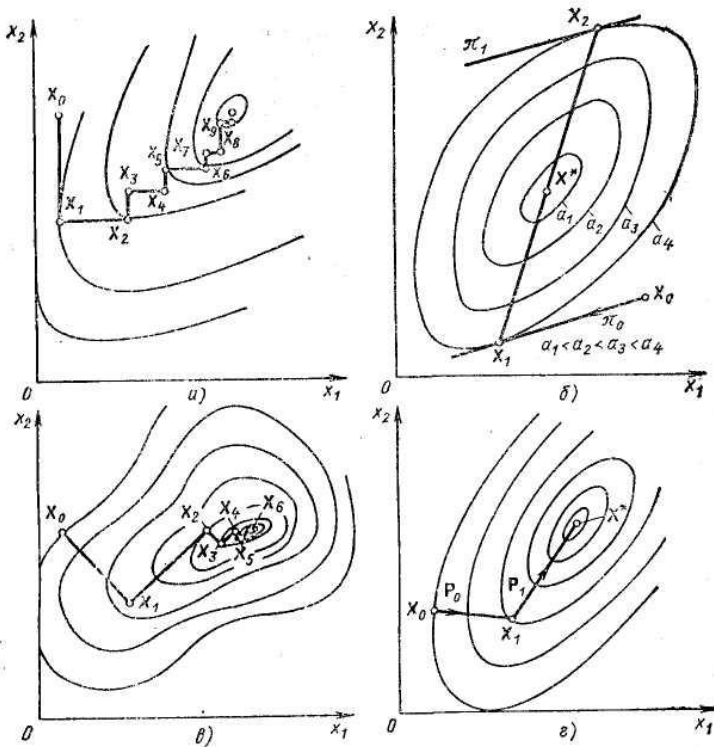 x₂
X₀
X₁
X₂
X₃
X₄
X₅
X₆
X₇
X₈
X₉
0
а)
x₁
x₂
π₁
X₂
X*
a₁
a₂
a₃
a₄
X₀
π₀
X₁
a₁<a₂<a₃<a₄
0
б)
x₁
x₂
X₀
X₁
X₂
X₃
X₄
X₅
X₆
0
в)
x₁
x₂
X₀
P₀
X₁
P₁
X*
0
г)
x₁